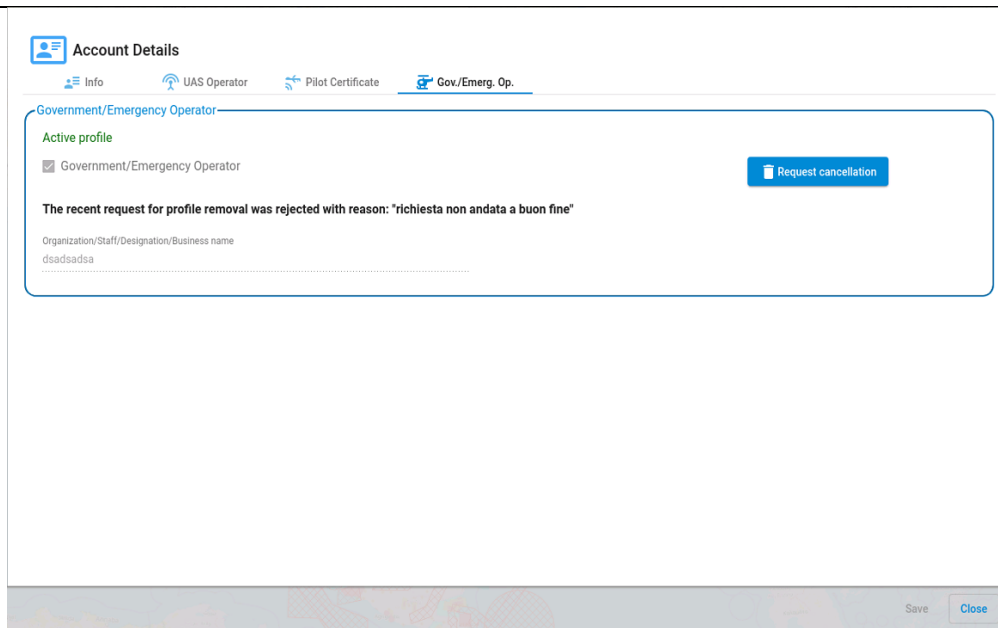 Account Details
Info UAS Operator Pilot Certificate Gov./Emerg. Op.
Government/Emergency Operator
Active profile
Government/Emergency Operator
Request cancellation
The recent request for profile removal was rejected with reason: "richiesta non andata a buon fine"
Organization/Staff/Designation/Business name
dsadsadsa
Save Close